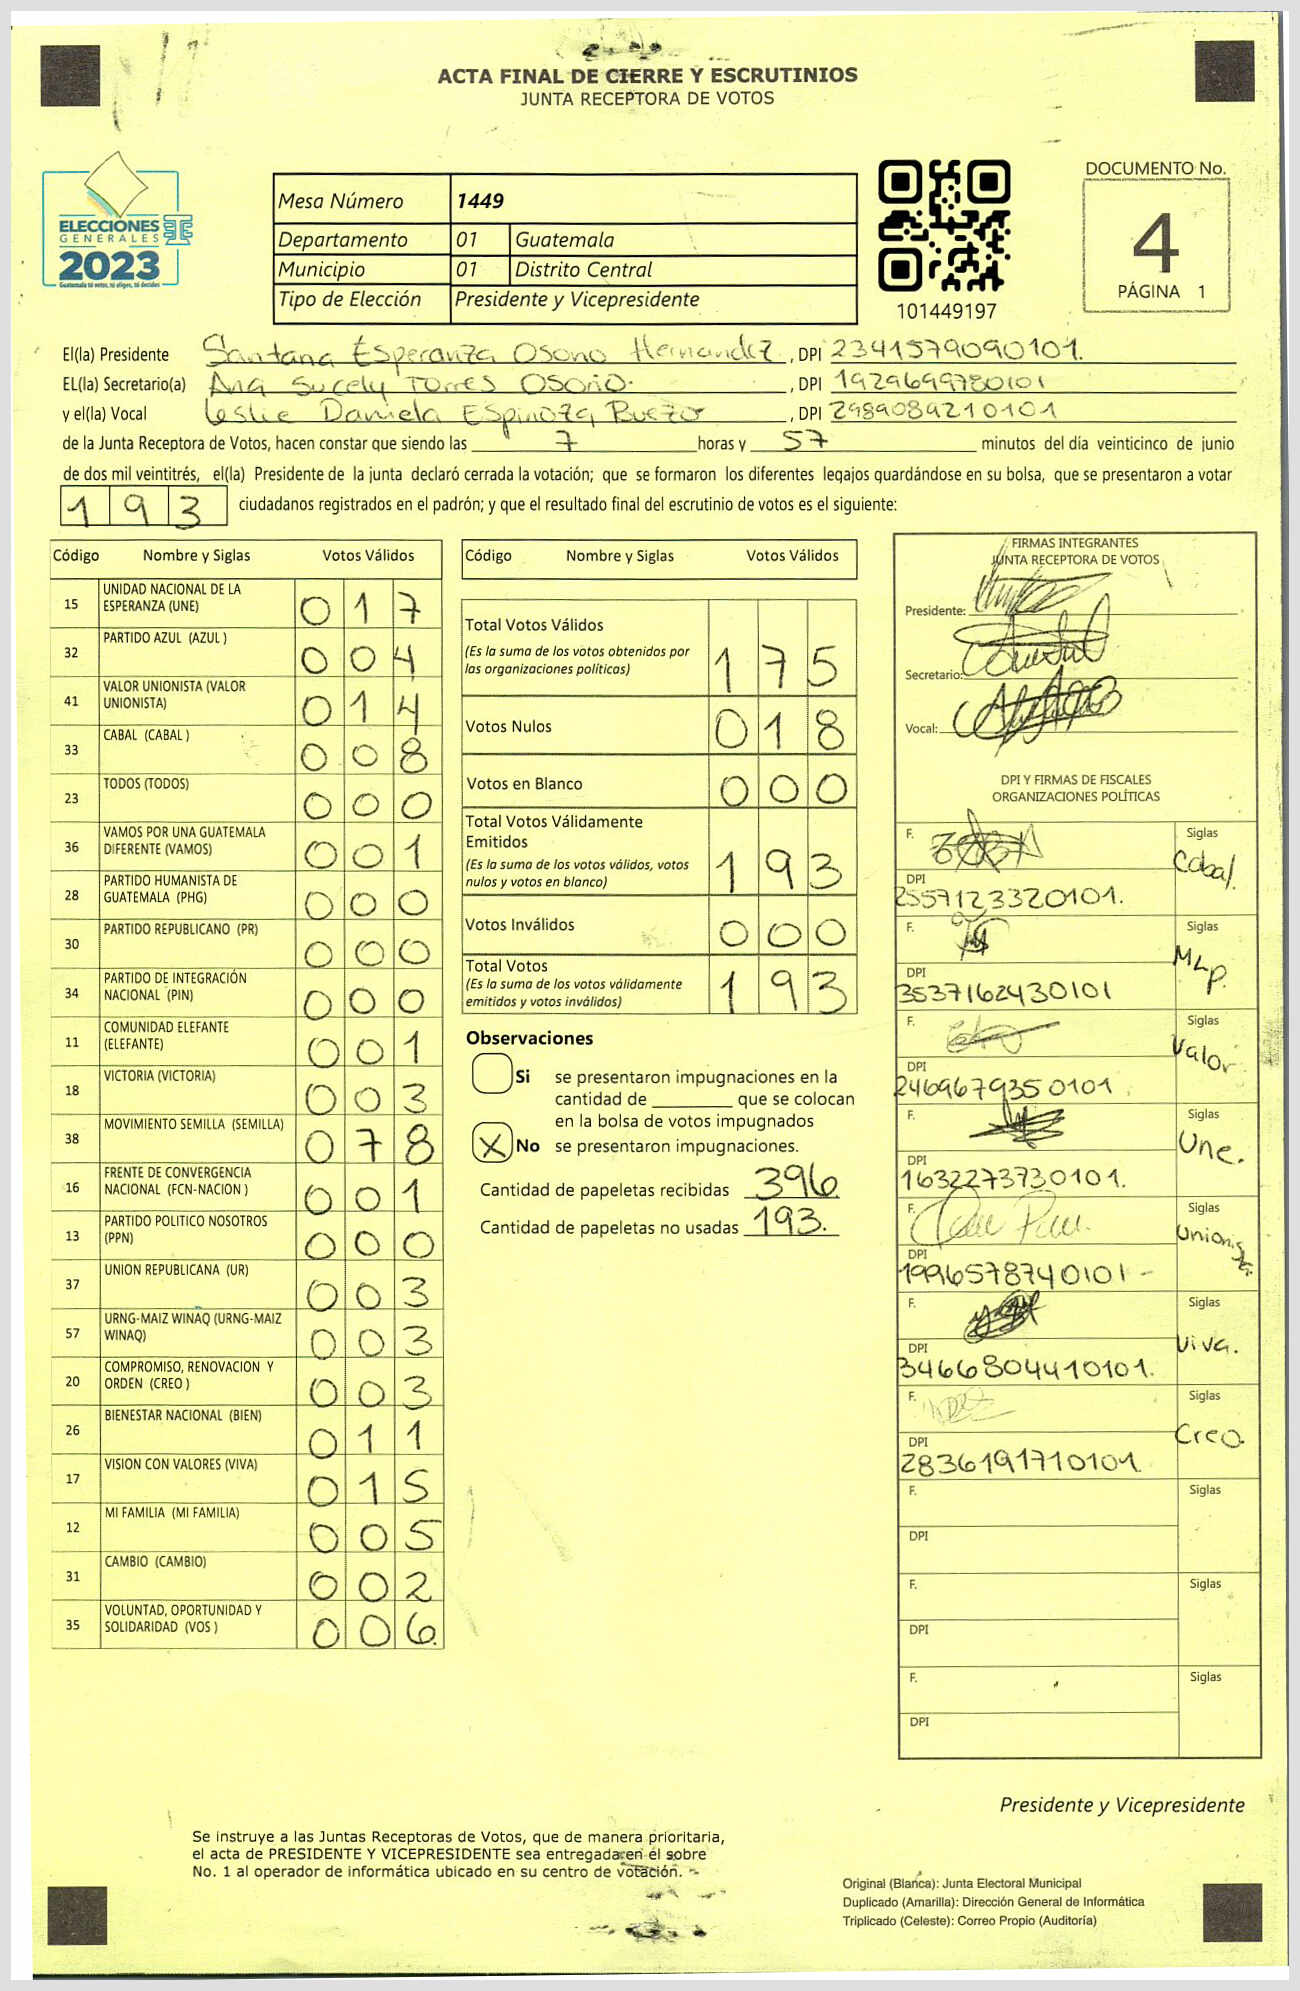 ACTA FINAL DE CIERRE Y ESCRUTINIOS
JUNTA RECEPTORA DE VOTOS
ELECCIONES
GENERALES
2023
Guatemala tú votes, tú eliges, tú decides
Mesa Número 1449
Departamento 01 Guatemala
Municipio 01 Distrito Central
Tipo de Elección Presidente y Vicepresidente
101449197
DOCUMENTO No.
4
PÁGINA 1
El(la) Presidente Santana Esperanza Osorio Hernandez, DPI 2341579090101.
EL(la) Secretario(a) Ana Sucely Torres Osorio. , DPI 1929699780101
y el(la) Vocal Leslie Daniela Espinoza , DPI 2989089210101
de la Junta Receptora de Votos, hacen constar que siendo las 7 horas y 57 minutos del día veinticinco de junio
de dos mil veintitrés, el(la) Presidente de la junta declaró cerrada la votación; que se formaron los diferentes legajos guardándose en su bolsa, que se presentaron a votar
193 ciudadanos registrados en el padrón; y que el resultado final del escrutinio de votos es el siguiente:
Código Nombre y Siglas Votos Válidos
15 UNIDAD NACIONAL DE LA
ESPERANZA (UNE) 017
32 PARTIDO AZUL (AZUL ) 004
41 VALOR UNIONISTA (VALOR
UNIONISTA) 014
33 CABAL (CABAL ) 008
23 TODOS (TODOS) 000
36 VAMOS POR UNA GUATEMALA
DIFERENTE (VAMOS) 001
28 PARTIDO HUMANISTA DE
GUATEMALA (PHG) 000
30 PARTIDO REPUBLICANO (PR) 000
34 PARTIDO DE INTEGRACIÓN
NACIONAL (PIN) 000
11 COMUNIDAD ELEFANTE
(ELEFANTE) 001
18 VICTORIA (VICTORIA) 003
38 MOVIMIENTO SEMILLA (SEMILLA) 078
16 FRENTE DE CONVERGENCIA
NACIONAL (FCN-NACION ) 001
13 PARTIDO POLITICO NOSOTROS
(PPN) 000
37 UNION REPUBLICANA (UR) 003
57 URNG-MAIZ WINAQ (URNG-MAIZ
WINAQ) 003
20 COMPROMISO, RENOVACION Y
ORDEN (CREO ) 003
26 BIENESTAR NACIONAL (BIEN) 011
17 VISION CON VALORES (VIVA) 015
12 MI FAMILIA (MI FAMILIA) 005
31 CAMBIO (CAMBIO) 002
35 VOLUNTAD, OPORTUNIDAD Y
SOLIDARIDAD (VOS ) 006.
Código Nombre y Siglas Votos Válidos
Total Votos Válidos
(Es la suma de los votos obtenidos por
las organizaciones políticas) 175
Votos Nulos 018
Votos en Blanco 000
Total Votos Válidamente
Emitidos
(Es la suma de los votos válidos, votos
nulos y votos en blanco) 193
Votos Inválidos 000
Total Votos
(Es la suma de los votos válidamente
emitidos y votos inválidos) 193
Observaciones
Si se presentaron impugnaciones en la
cantidad de ________ que se colocan
en la bolsa de votos impugnados
X No se presentaron impugnaciones.
Cantidad de papeletas recibidas 396
Cantidad de papeletas no usadas 193.
FIRMAS INTEGRANTES
JUNTA RECEPTORA DE VOTOS
Presidente:
Secretario:
Vocal:
DPI Y FIRMAS DE FISCALES
ORGANIZACIONES POLÍTICAS
F. Siglas Cabal.
DPI
2557123320101.
F. Siglas MLP.
DPI
3537162430101
F. Siglas Valor
DPI
2469679350101
F. Siglas Une.
DPI
1632273730101.
F. Siglas Unionista
DPI
1996578740101-
F. Siglas Viva.
DPI
3466804410101.
F. Siglas Creo.
DPI
2836191710101.
F. Siglas
DPI
F. Siglas
DPI
F. Siglas
DPI
Presidente y Vicepresidente
Se instruye a las Juntas Receptoras de Votos, que de manera prioritaria,
el acta de PRESIDENTE Y VICEPRESIDENTE sea entregada en el sobre
No. 1 al operador de informática ubicado en su centro de votación.
Original (Blanca): Junta Electoral Municipal
Duplicado (Amarilla): Dirección General de Informática
Triplicado (Celeste): Correo Propio (Auditoría)